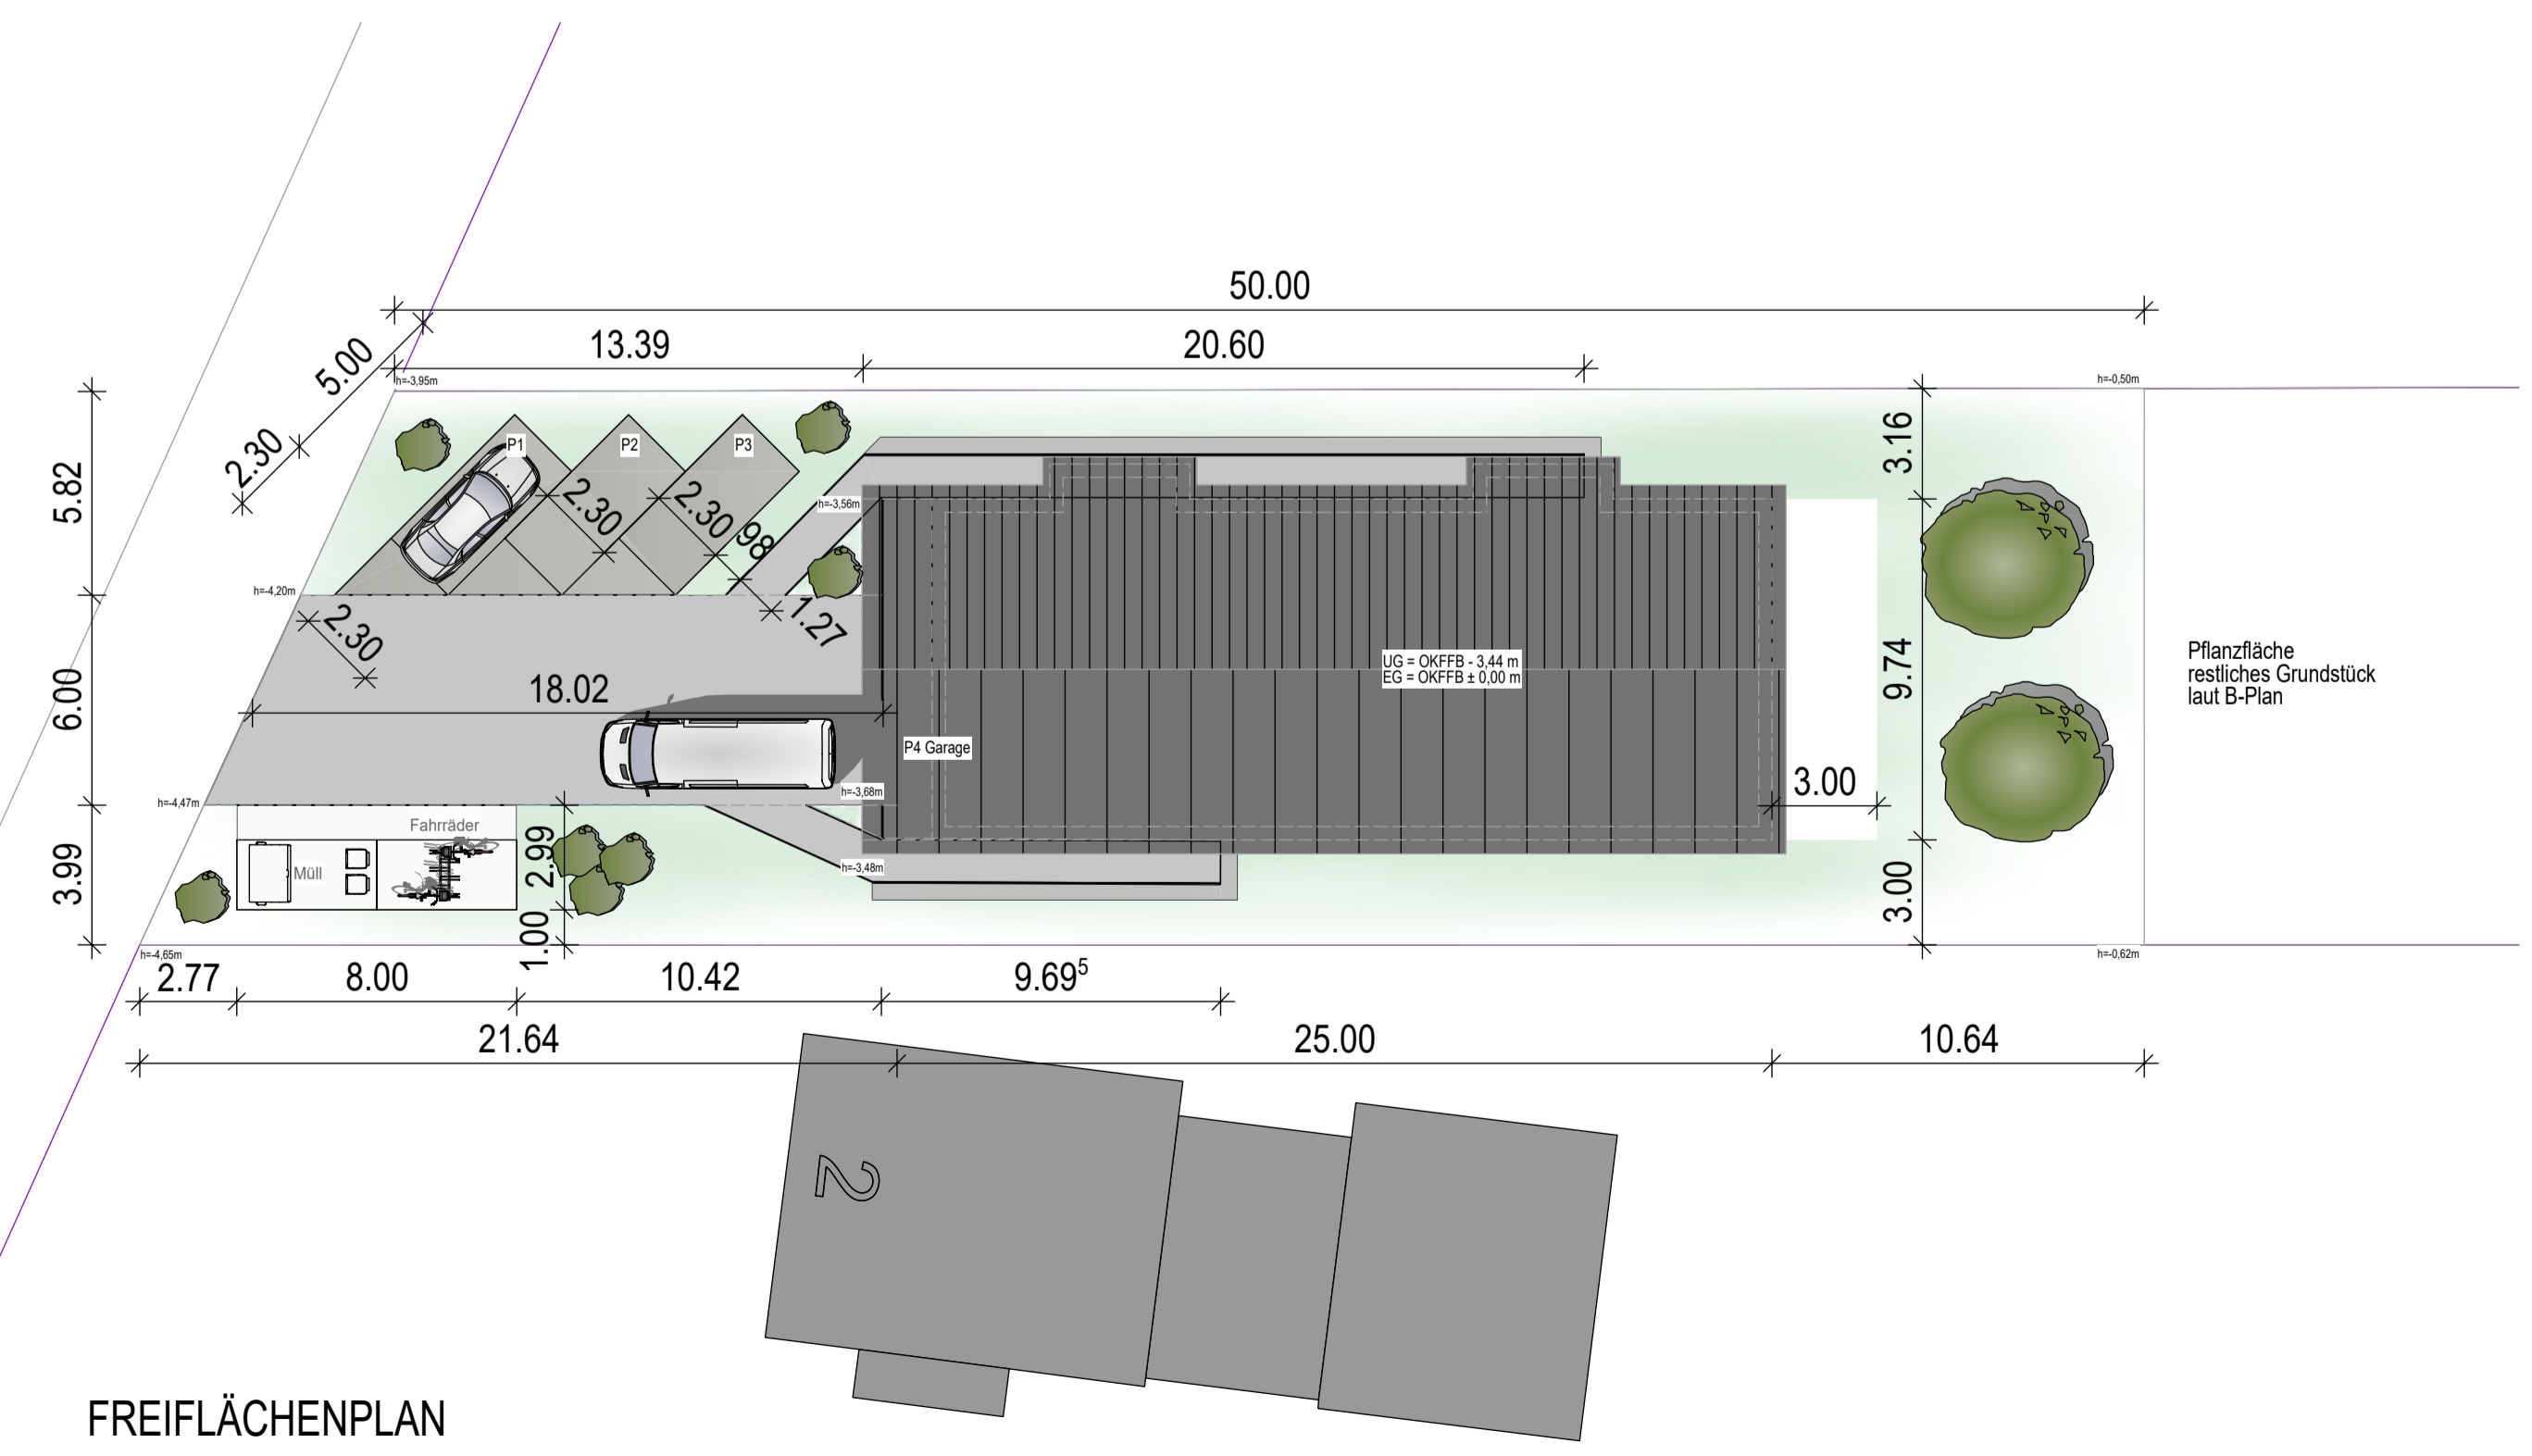 50.00
13.39
20.60
5.00
h=-3,95m
h=-0,50m
2.30
P1
P2
P3
3.16
5.82
2.30
2.30
98
h=-3,56m
h=-4,20m
2.30
1.27
UG = OKFFB - 3,44 m
EG = OKFFB ± 0,00 m
9.74
Pflanzfläche
restliches Grundstück
laut B-Plan
6.00
18.02
P4 Garage
3.00
h=-3,68m
h=-4,47m
Fahrräder
Müll
2.99
h=-3,48m
3.99
3.00
1.00
h=-4,65m
h=-0,62m
2.77
8.00
10.42
9.69⁵
21.64
25.00
10.64
2
FREIFLÄCHENPLAN